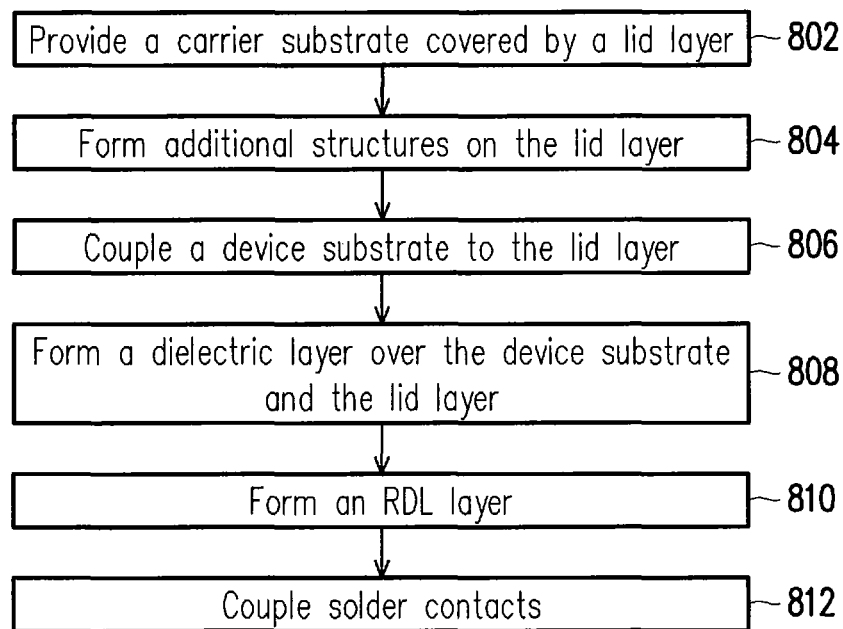 Provide a carrier substrate covered by a lid layer 802
Form additional structures on the lid layer 804
Couple a device substrate to the lid layer 806
Form a dielectric layer over the device substrate
and the lid layer 808
Form an RDL layer 810
Couple solder contacts 812